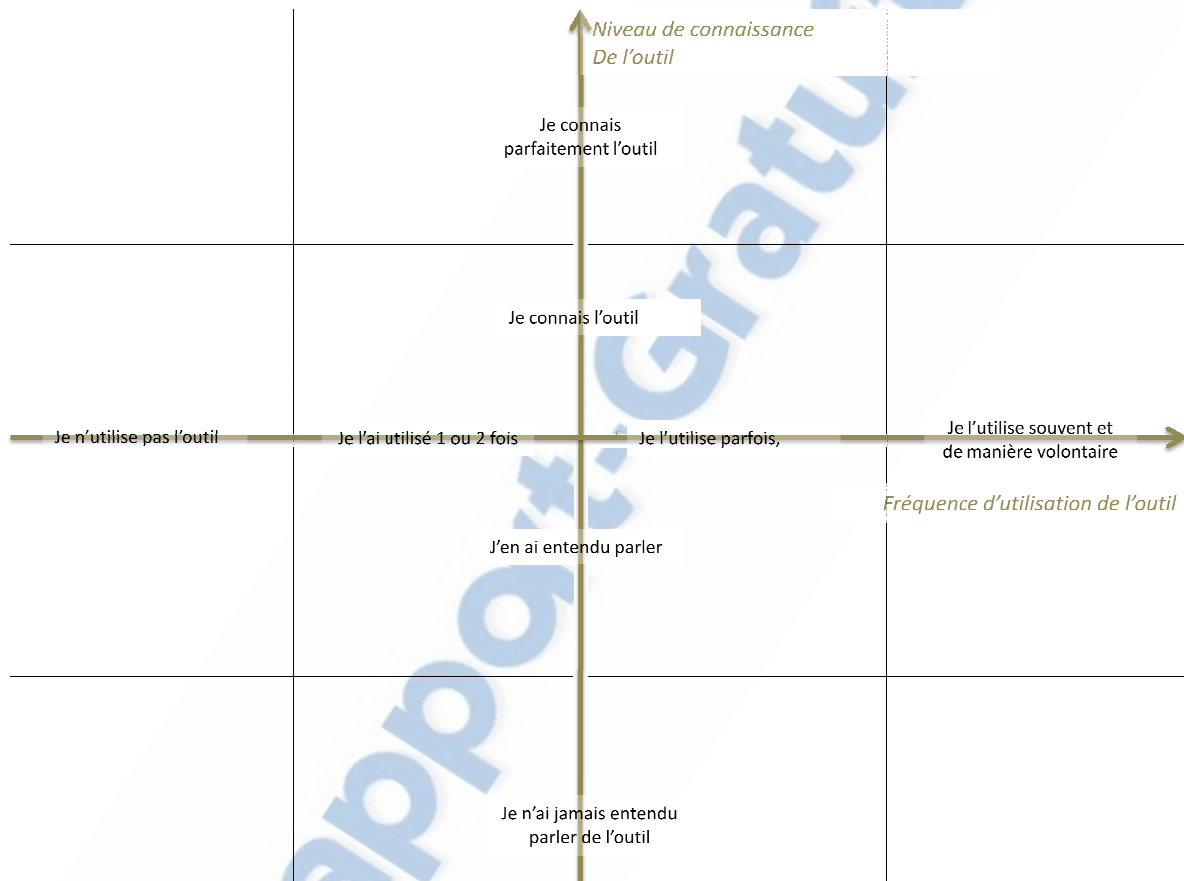 Niveau de connaissance
De l’outil
Je connais
parfaitement l’outil
Je connais l’outil
Je n’utilise pas l’outil
Je l’ai utilisé 1 ou 2 fois
Je l’utilise parfois,
Je l’utilise souvent et
de manière volontaire
Fréquence d’utilisation de l’outil
J’en ai entendu parler
Je n’ai jamais entendu
parler de l’outil
apport-Gratu